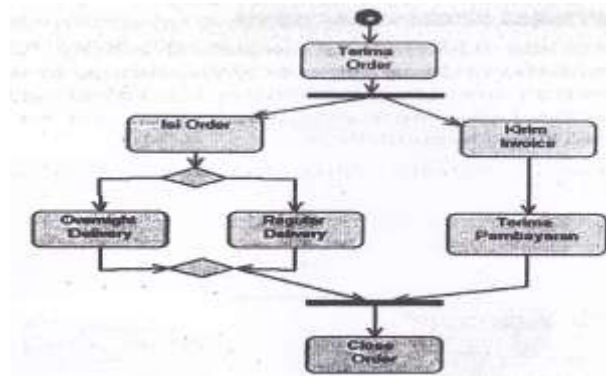 Terima
Order
Isi Order
Kirim
Invoice
Overnight
Delivery
Regular
Delivery
Terima
Pembayaran
Close
Order